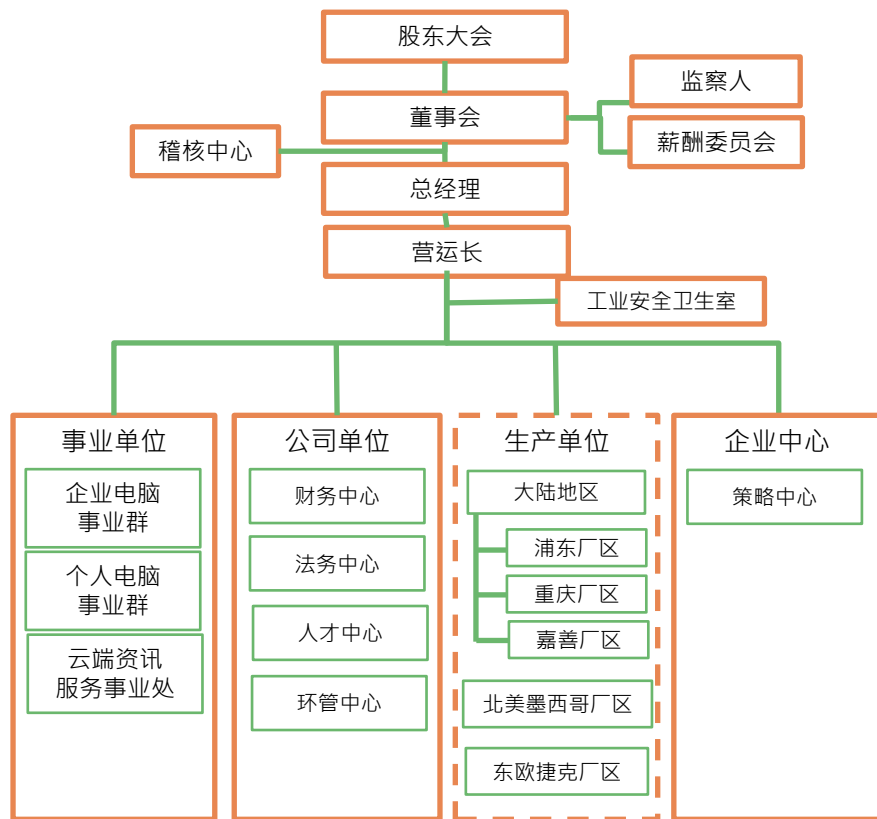 股东大会
监察人
董事会
薪酬委员会
稽核中心
总经理
营运长
工业安全卫生室
事业单位
企业电脑
事业群
个人电脑
事业群
云端资讯
服务事业处
公司单位
财务中心
法务中心
人才中心
环管中心
生产单位
大陆地区
浦东厂区
重庆厂区
嘉善厂区
北美墨西哥厂区
东欧捷克厂区
企业中心
策略中心